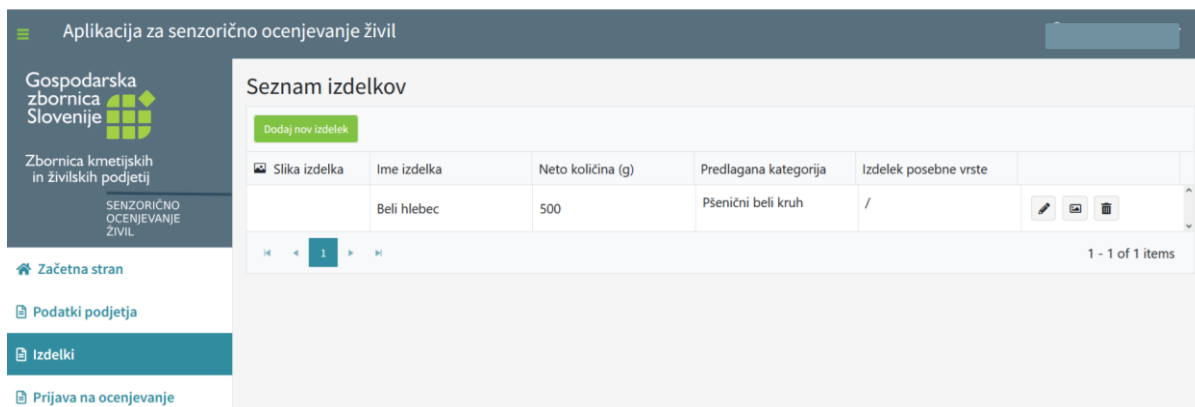 Aplikacija za senzorično ocenjevanje živil
Gospodarska
zbornica
Slovenije
Zbornica kmetijskih
in živilskih podjetij
SENZORIČNO
OCENJEVANJE
ŽIVIL
Začetna stran
Podatki podjetja
Izdelki
Prijava na ocenjevanje
Seznam izdelkov
Dodaj nov izdelek
Slika izdelka Ime izdelka Neto količina (g) Predlagana kategorija Izdelek posebne vrste
Beli hlebec 500 Pšenični beli kruh /
1 1 - 1 of 1 items